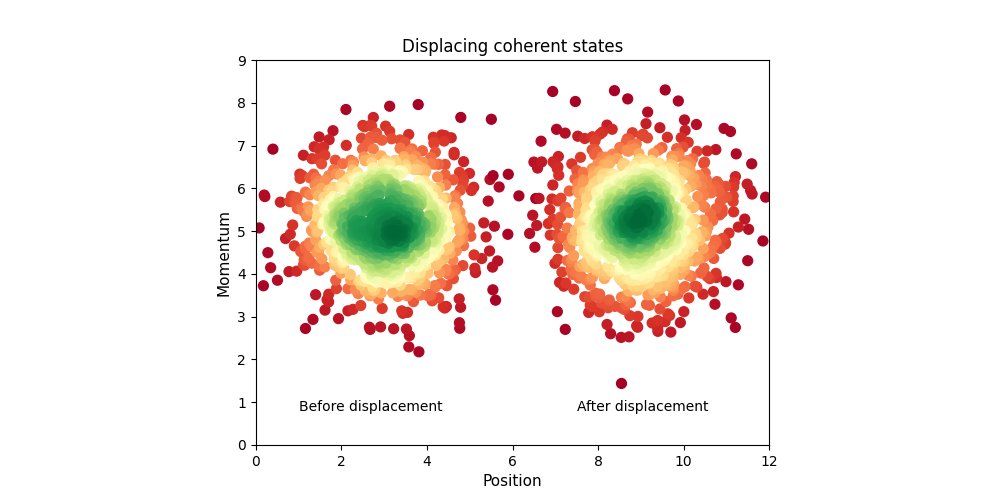 Displacing coherent states
9
8
7
6
5
4
3
2
1
0
Momentum
Before displacement
After displacement
0 2 4 6 8 10 12
Position